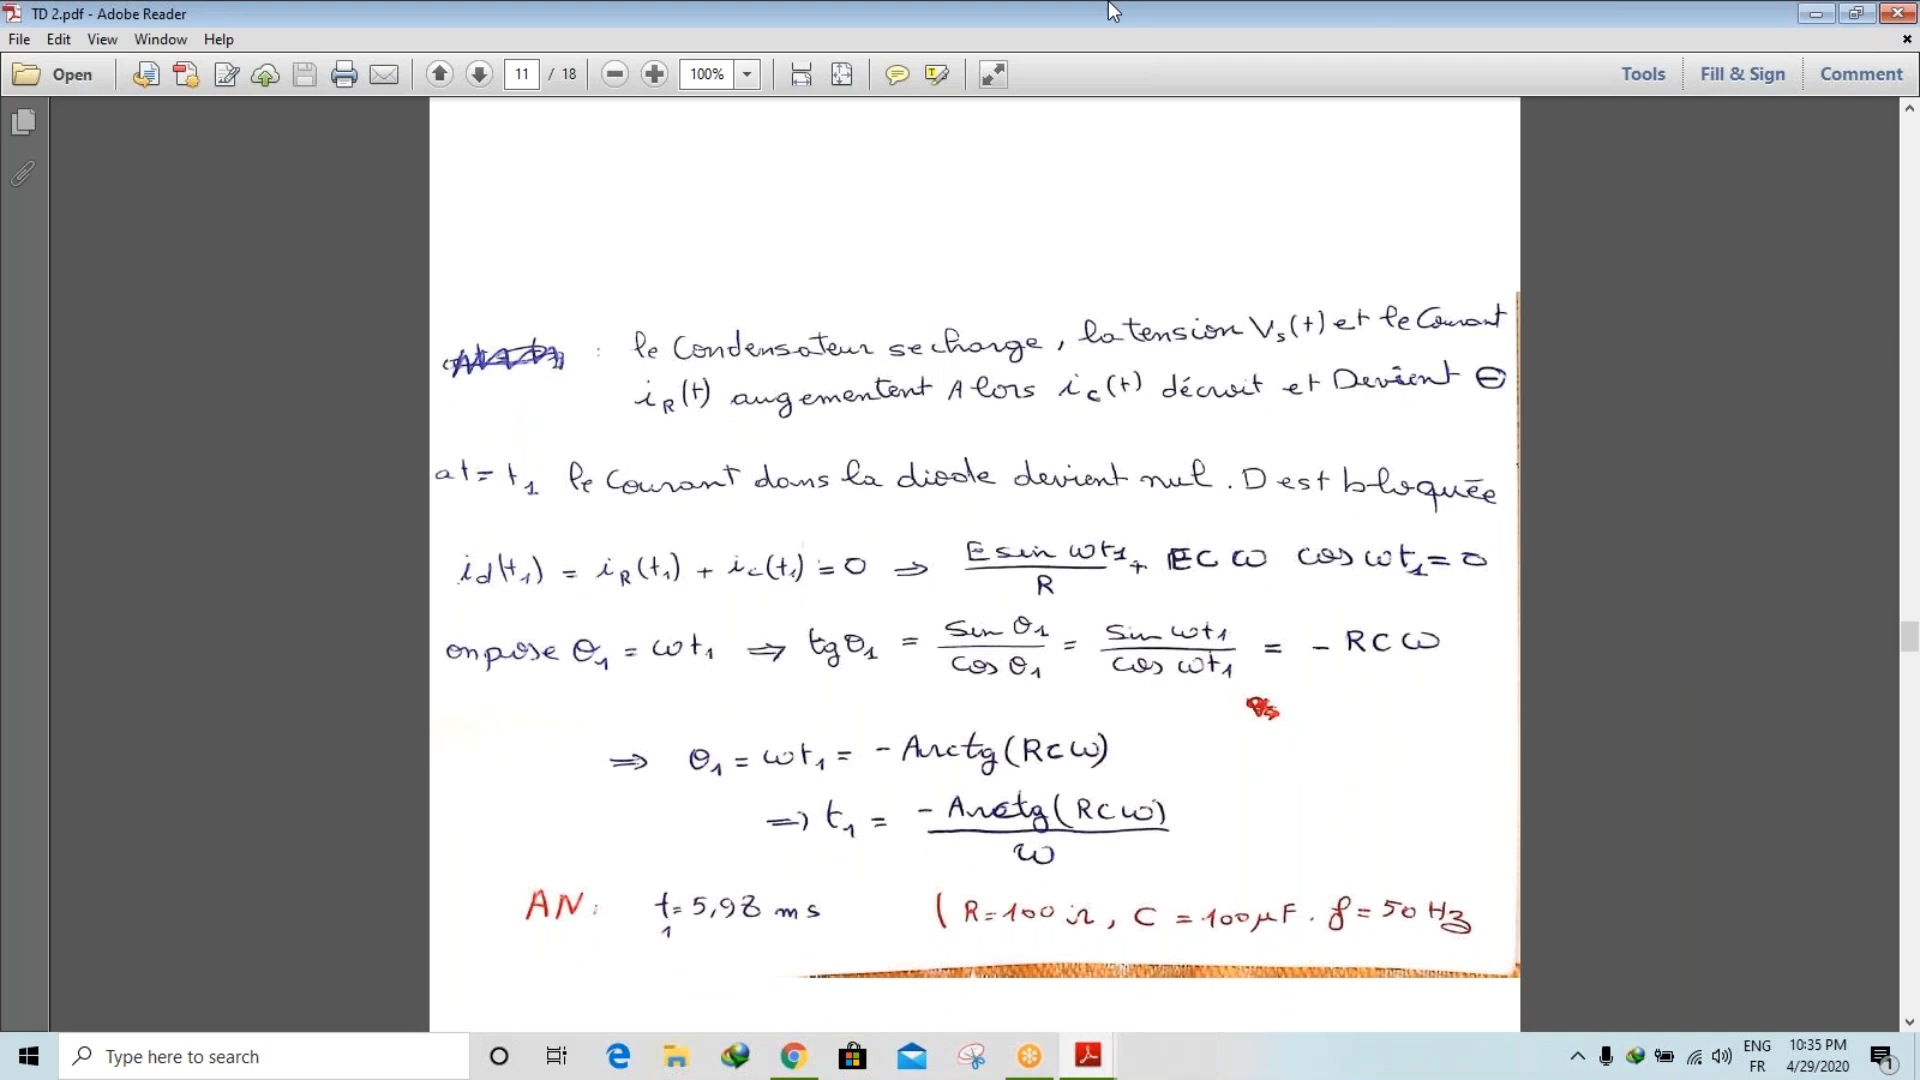 TD 2.pdf - Adobe Reader
File Edit View Window Help
Open 11 / 18 100% Tools Fill & Sign Comment
: le Condensateur se charge, la tension Vs(t) et le Courant
iR(t) augementent Alors ic(t) décroit et Devient ⊖
at = t1 le Courant dans la diode devient nul. D est bloquée
id(t1) = iR(t1) + ic(t1) = 0 ⇒ E sin ωt1 / R + ECω cos ωt1 = 0
on pose θ1 = ωt1 ⇒ tg θ1 = sin θ1 / cos θ1 = sin ωt1 / cos ωt1 = - RCω
⇒ θ1 = ωt1 = - Arctg(RCω)
⇒ t1 = - Arctg(RCω) / ω
AN: t1 = 5,98 ms ( R = 100 Ω, C = 100 μF. f = 50 Hz
Type here to search
ENG
FR
10:35 PM
4/29/2020
1